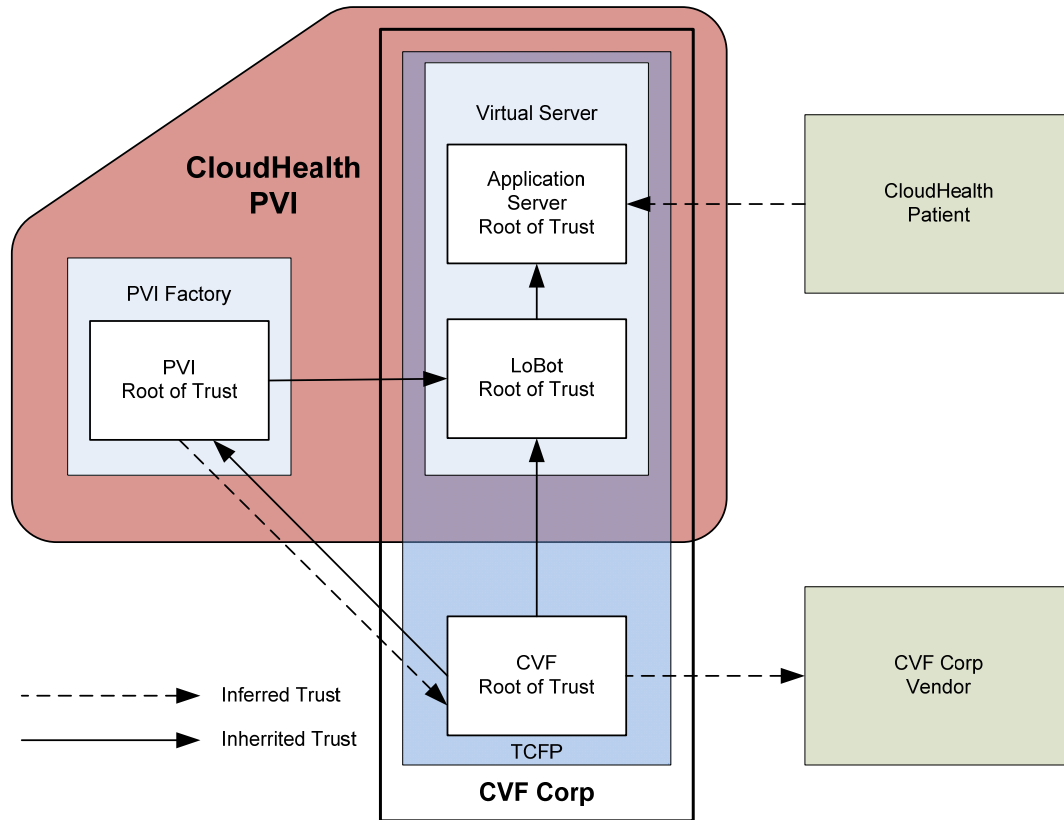 Virtual Server
CloudHealth
PVI
Application
Server
Root of Trust
CloudHealth
Patient
PVI Factory
PVI
Root of Trust
LoBot
Root of Trust
CVF
Root of Trust
CVF Corp
Vendor
Inferred Trust
Inherrited Trust
TCFP
CVF Corp